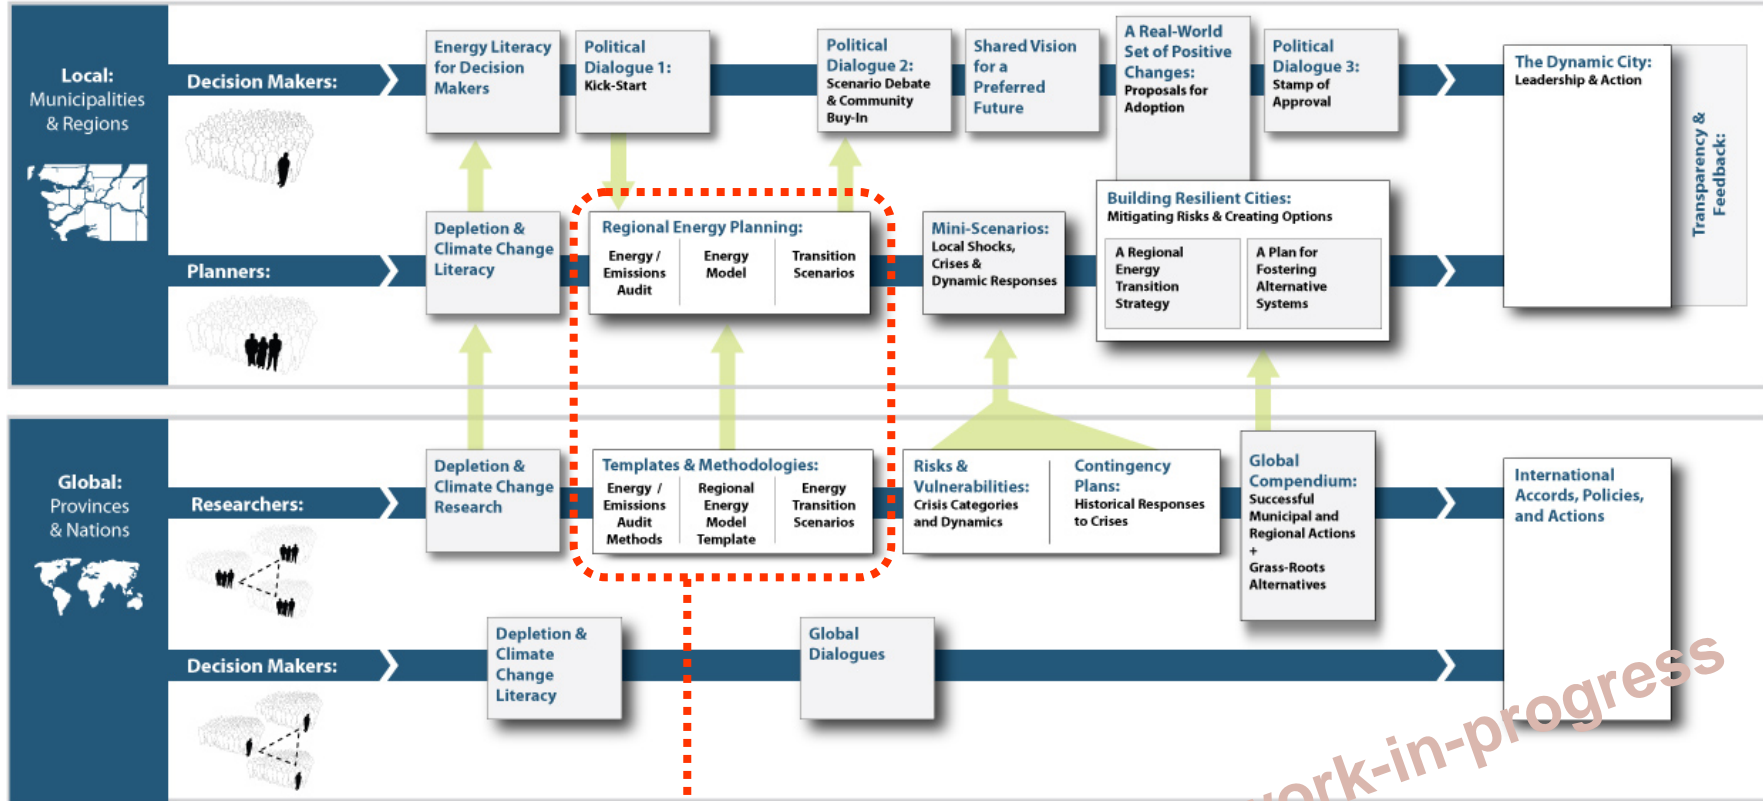 Local:
Municipalities
& Regions
Decision Makers:
Energy Literacy
for Decision
Makers
Political
Dialogue 1:
Kick-Start
Political
Dialogue 2:
Scenario Debate
& Community
Buy-In
Shared Vision
for a
Preferred
Future
A Real-World
Set of Positive
Changes:
Proposals for
Adoption
Political
Dialogue 3:
Stamp of
Approval
The Dynamic City:
Leadership & Action
Transparency &
Feedback:
Planners:
Depletion &
Climate Change
Literacy
Regional Energy Planning:
Energy /
Emissions
Audit
Energy
Model
Transition
Scenarios
Mini-Scenarios:
Local Shocks,
Crises &
Dynamic Responses
Building Resilient Cities:
Mitigating Risks & Creating Options
A Regional
Energy
Transition
Strategy
A Plan for
Fostering
Alternative
Systems
Global:
Provinces
& Nations
Researchers:
Depletion &
Climate Change
Research
Templates & Methodologies:
Energy /
Emissions
Audit
Methods
Regional
Energy
Model
Template
Energy
Transition
Scenarios
Risks &
Vulnerabilities:
Crisis Categories
and Dynamics
Contingency
Plans:
Historical Responses
to Crises
Global
Compendium:
Successful
Municipal and
Regional Actions
+
Grass-Roots
Alternatives
International
Accords, Policies,
and Actions
Decision Makers:
Depletion &
Climate
Change
Literacy
Global
Dialogues
work-in-progress